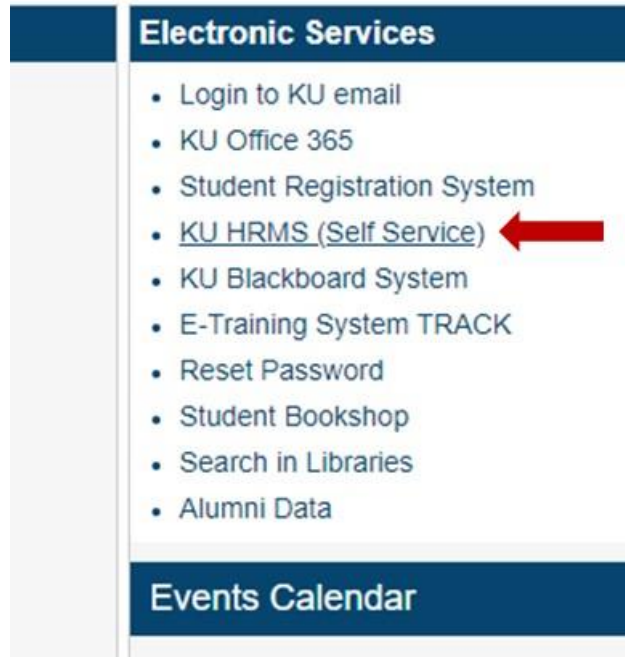 Electronic Services
Login to KU email
KU Office 365
Student Registration System
KU HRMS (Self Service)
KU Blackboard System
E-Training System TRACK
Reset Password
Student Bookshop
Search in Libraries
Alumni Data
Events Calendar